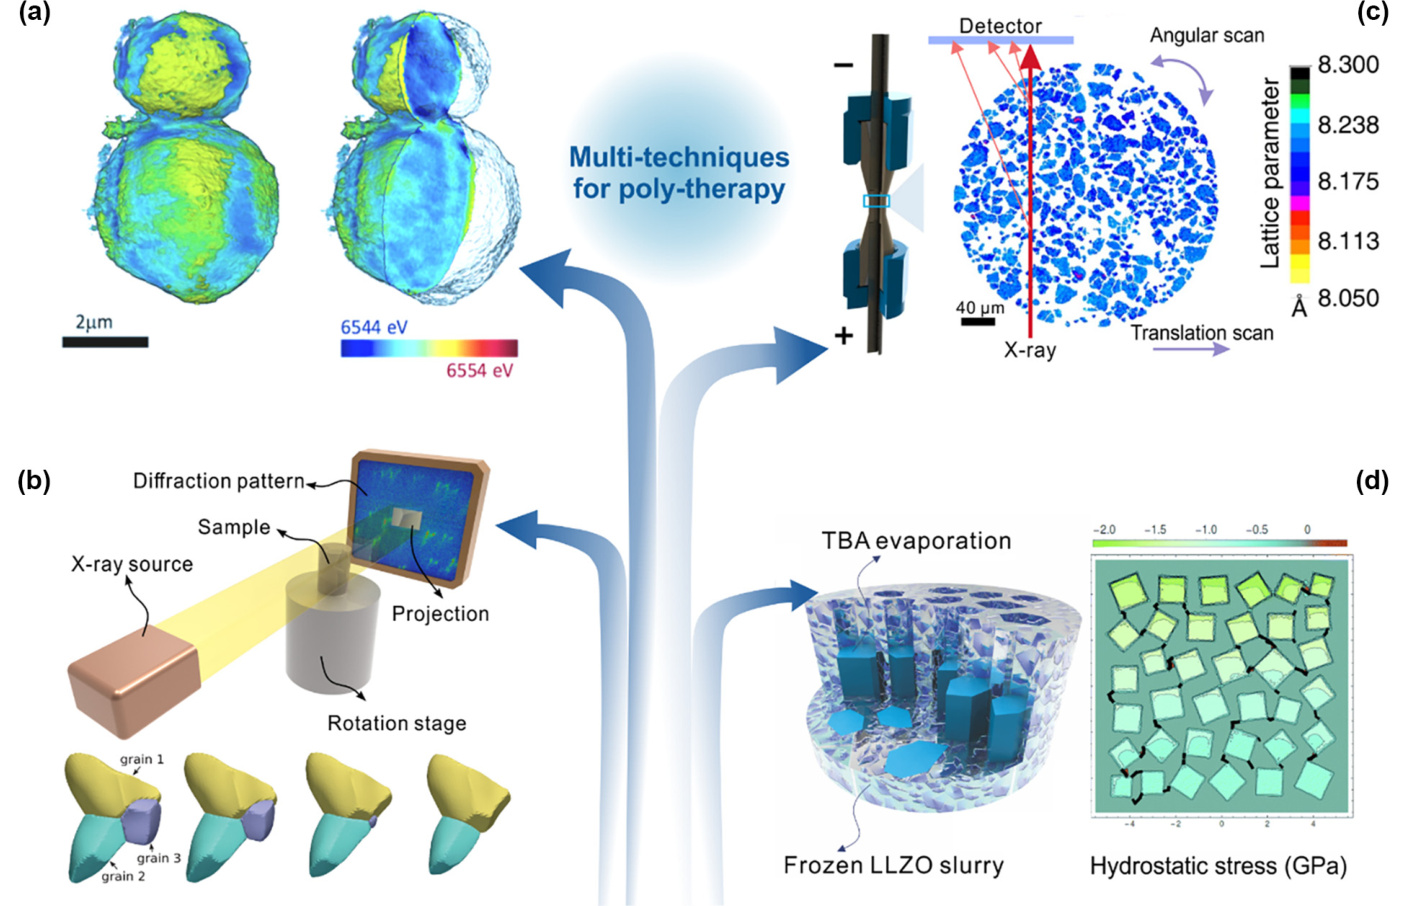 (a)
2μm
6544 eV
6554 eV
Multi-techniques
for poly-therapy
(c)
Detector
Angular scan
−
+
40 μm
X-ray
Translation scan
Lattice parameter
8.300
8.238
8.175
8.113
8.050
Å
(b)
Diffraction pattern
Sample
X-ray source
Projection
Rotation stage
grain 1
grain 3
grain 2
(d)
TBA evaporation
Frozen LLZO slurry
-2.0 -1.5 -1.0 -0.5 0
-4 -2 0 2 4
Hydrostatic stress (GPa)